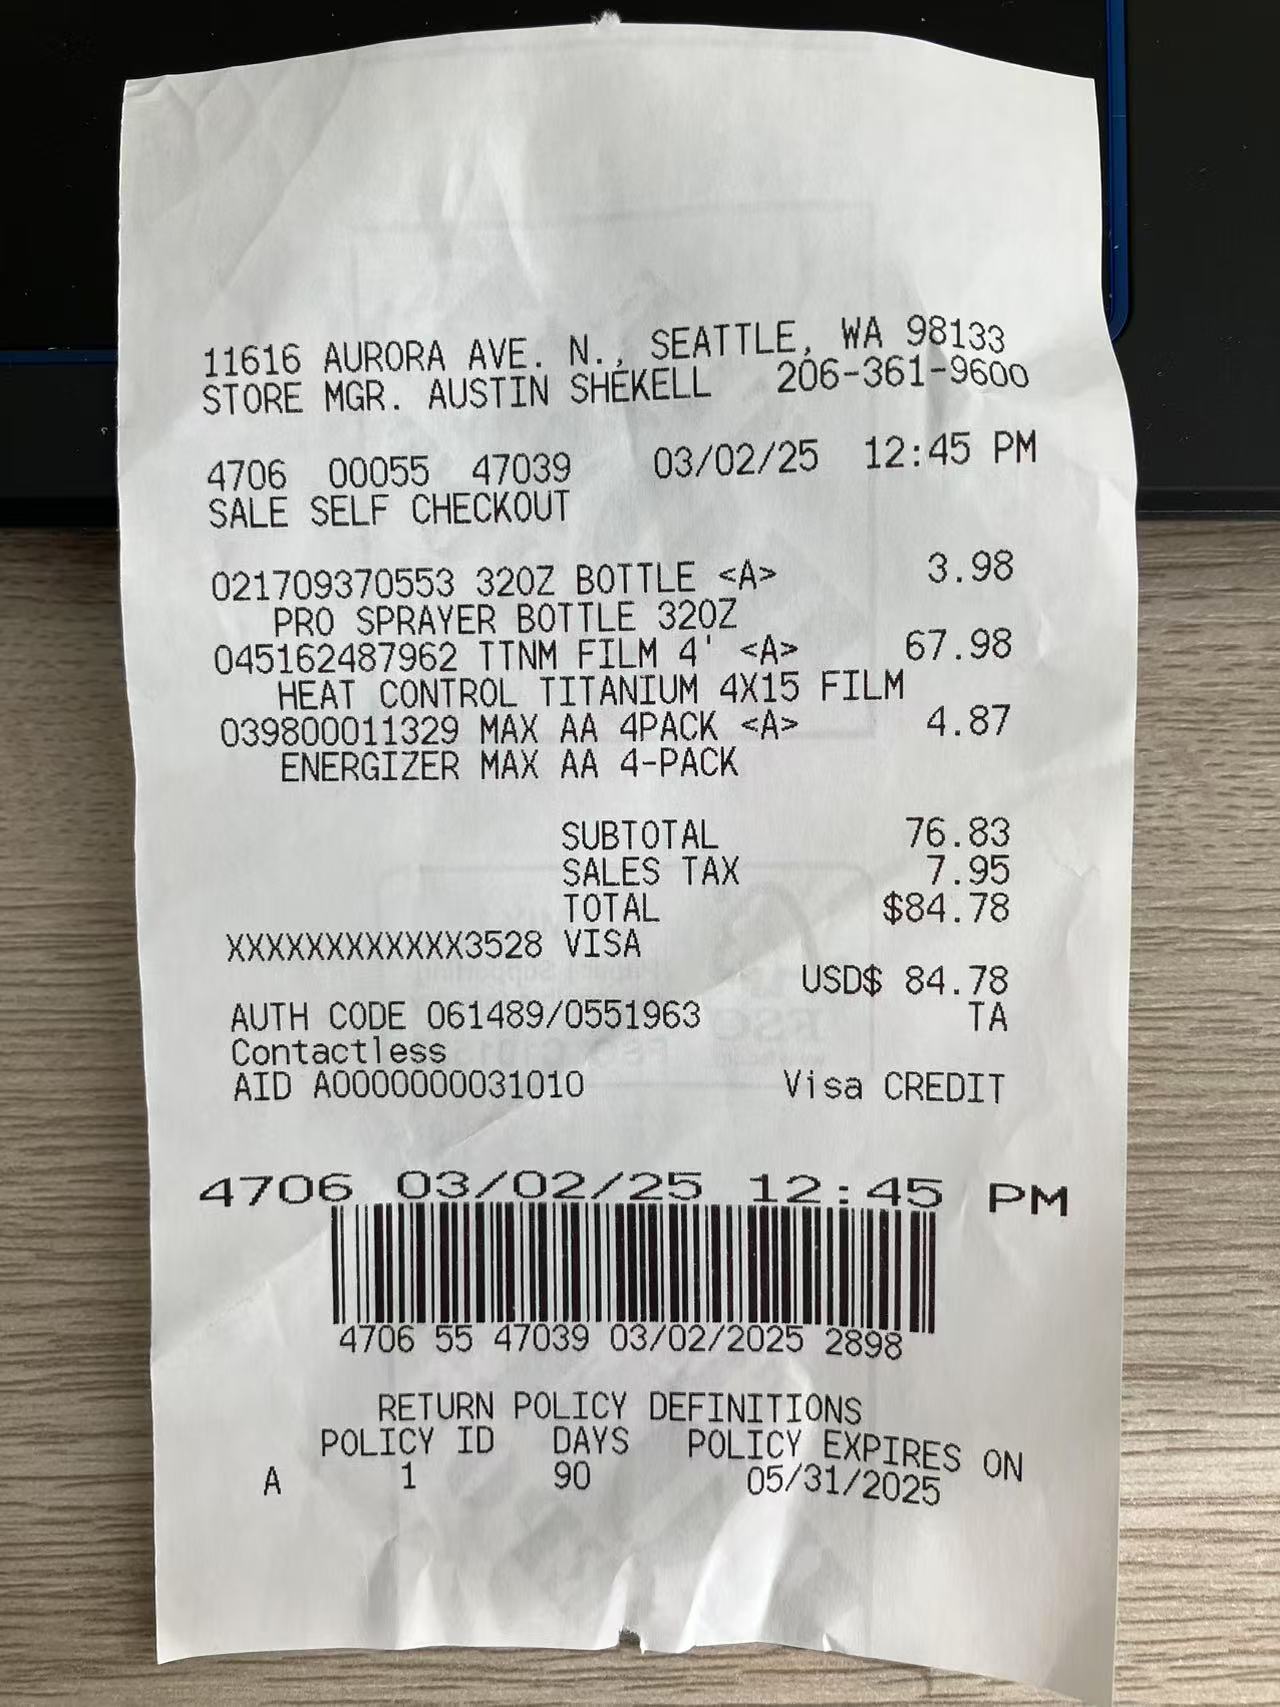 11616 AURORA AVE. N., SEATTLE, WA 98133
STORE MGR. AUSTIN SHEKELL 206-361-9600
4706 00055 47039 03/02/25 12:45 PM
SALE SELF CHECKOUT
021709370553 32OZ BOTTLE <A> 3.98
PRO SPRAYER BOTTLE 32OZ
045162487962 TTNM FILM 4' <A> 67.98
HEAT CONTROL TITANIUM 4X15 FILM
039800011329 MAX AA 4PACK <A> 4.87
ENERGIZER MAX AA 4-PACK
SUBTOTAL 76.83
SALES TAX 7.95
TOTAL $84.78
XXXXXXXXXXXX3528 VISA
USD$ 84.78
AUTH CODE 061489/0551963 TA
Contactless
AID A0000000031010 Visa CREDIT
4706 03/02/25 12:45 PM
4706 55 47039 03/02/2025 2898
RETURN POLICY DEFINITIONS
POLICY ID DAYS POLICY EXPIRES ON
A 1 90 05/31/2025